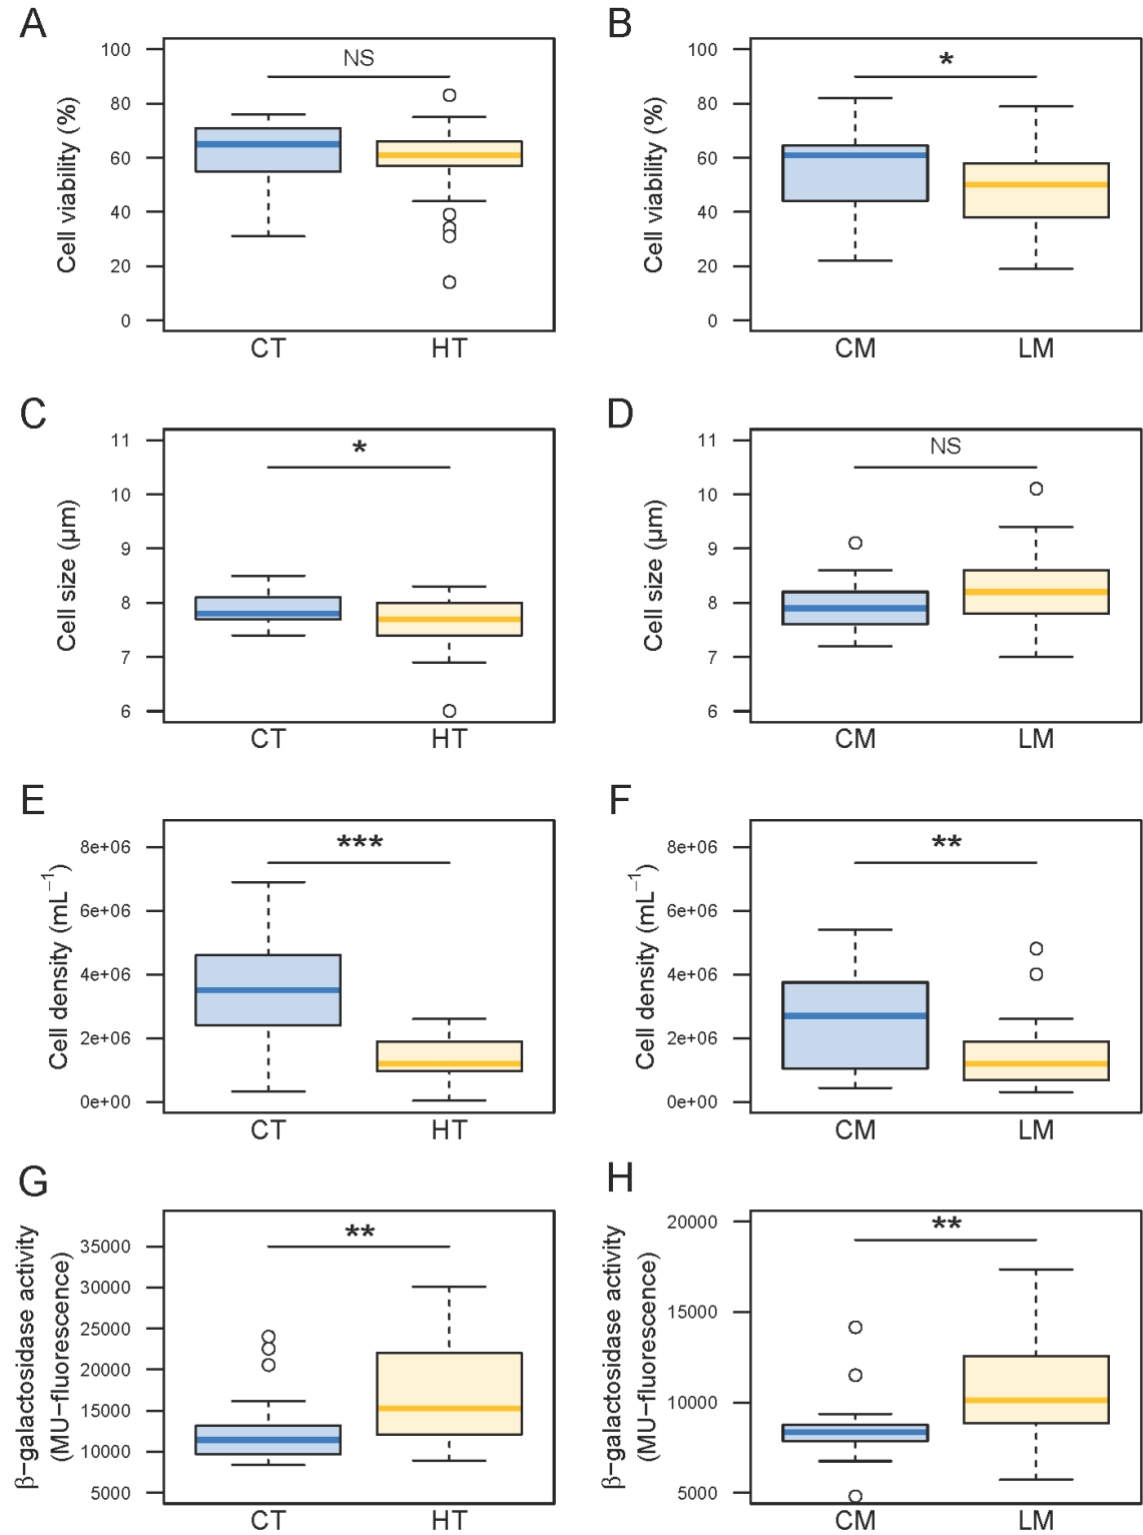 A
Cell viability (%)
100
80
60
40
20
0
NS
CT HT
B
Cell viability (%)
100
80
60
40
20
0
*
CM LM
C
Cell size (µm)
11
10
9
8
7
6
*
CT HT
D
Cell size (µm)
11
10
9
8
7
6
NS
CM LM
E
Cell density (mL⁻¹)
8e+06
6e+06
4e+06
2e+06
0e+00
***
CT HT
F
Cell density (mL⁻¹)
8e+06
6e+06
4e+06
2e+06
0e+00
**
CM LM
G
β−galactosidase activity
(MU−fluorescence)
35000
30000
25000
20000
15000
10000
5000
**
CT HT
H
β−galactosidase activity
(MU−fluorescence)
20000
15000
10000
5000
**
CM LM